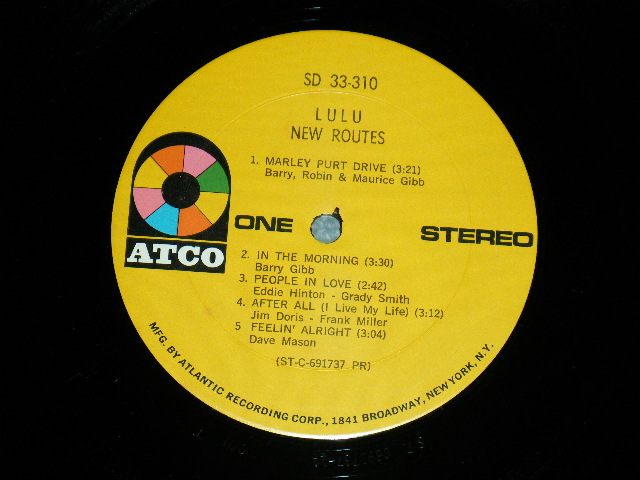 SD 33-310
LULU
NEW ROUTES
1. MARLEY PURT DRIVE (3:21)
Barry, Robin & Maurice Gibb
ATCO
ONE
STEREO
2. IN THE MORNING (3:30)
Barry Gibb
3. PEOPLE IN LOVE (2:42)
Eddie Hinton - Grady Smith
4. AFTER ALL (I Live My Life) (3:12)
Jim Doris - Frank Miller
5 FEELIN' ALRIGHT (3:04)
Dave Mason
(ST-C-691737 PR)
MFG. BY ATLANTIC RECORDING CORP., 1841 BROADWAY, NEW YORK, N.Y.